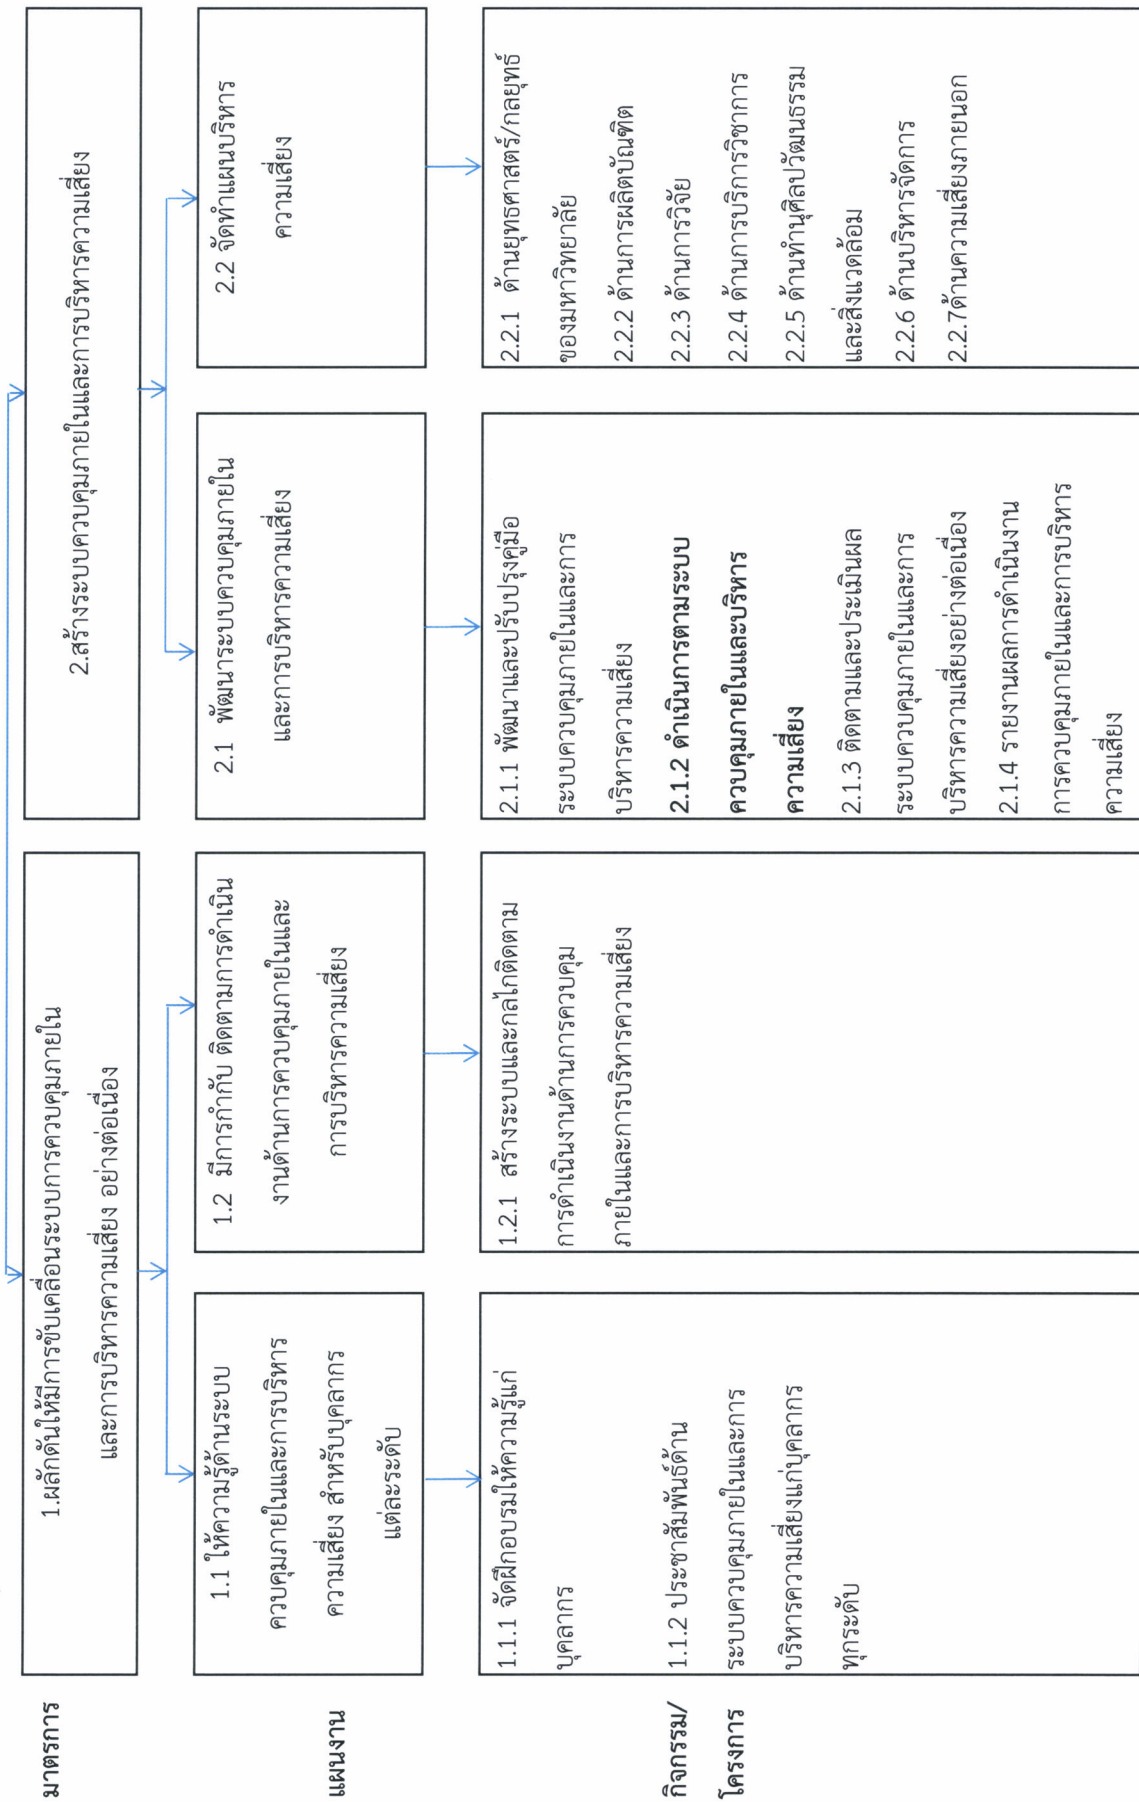 มาตรการ
1.ผลักดันให้มีการขับเคลื่อนระบบการควบคุมภายใน
และการบริหารความเสี่ยง อย่างต่อเนื่อง
2.สร้างระบบควบคุมภายในและการบริหารความเสี่ยง
แผนงาน
1.1 ให้ความรู้ด้านระบบ
ควบคุมภายในและการบริหาร
ความเสี่ยง สำหรับบุคลากร
แต่ละระดับ
1.2 มีการกำกับ ติดตามการดำเนิน
งานด้านการควบคุมภายในและ
การบริหารความเสี่ยง
2.1 พัฒนาระบบควบคุมภายใน
และการบริหารความเสี่ยง
2.2 จัดทำแผนบริหาร
ความเสี่ยง
กิจกรรม/
โครงการ
1.1.1 จัดฝึกอบรมให้ความรู้แก่
บุคลากร
1.1.2 ประชาสัมพันธ์ด้าน
ระบบควบคุมภายในและการ
บริหารความเสี่ยงแก่บุคลากร
ทุกระดับ
1.2.1 สร้างระบบและกลไกติดตาม
การดำเนินงานด้านการควบคุม
ภายในและการบริหารความเสี่ยง
2.1.1 พัฒนาและปรับปรุงคู่มือ
ระบบควบคุมภายในและการ
บริหารความเสี่ยง
2.1.2 ดำเนินการตามระบบ
ควบคุมภายในและบริหาร
ความเสี่ยง
2.1.3 ติดตามและประเมินผล
ระบบควบคุมภายในและการ
บริหารความเสี่ยงอย่างต่อเนื่อง
2.1.4 รายงานผลการดำเนินงาน
การควบคุมภายในและการบริหาร
ความเสี่ยง
2.2.1 ด้านยุทธศาสตร์/กลยุทธ์
ของมหาวิทยาลัย
2.2.2 ด้านการผลิตบัณฑิต
2.2.3 ด้านการวิจัย
2.2.4 ด้านการบริการวิชาการ
2.2.5 ด้านทำนุศิลปวัฒนธรรม
และสิ่งแวดล้อม
2.2.6 ด้านบริหารจัดการ
2.2.7ด้านความเสี่ยงภายนอก